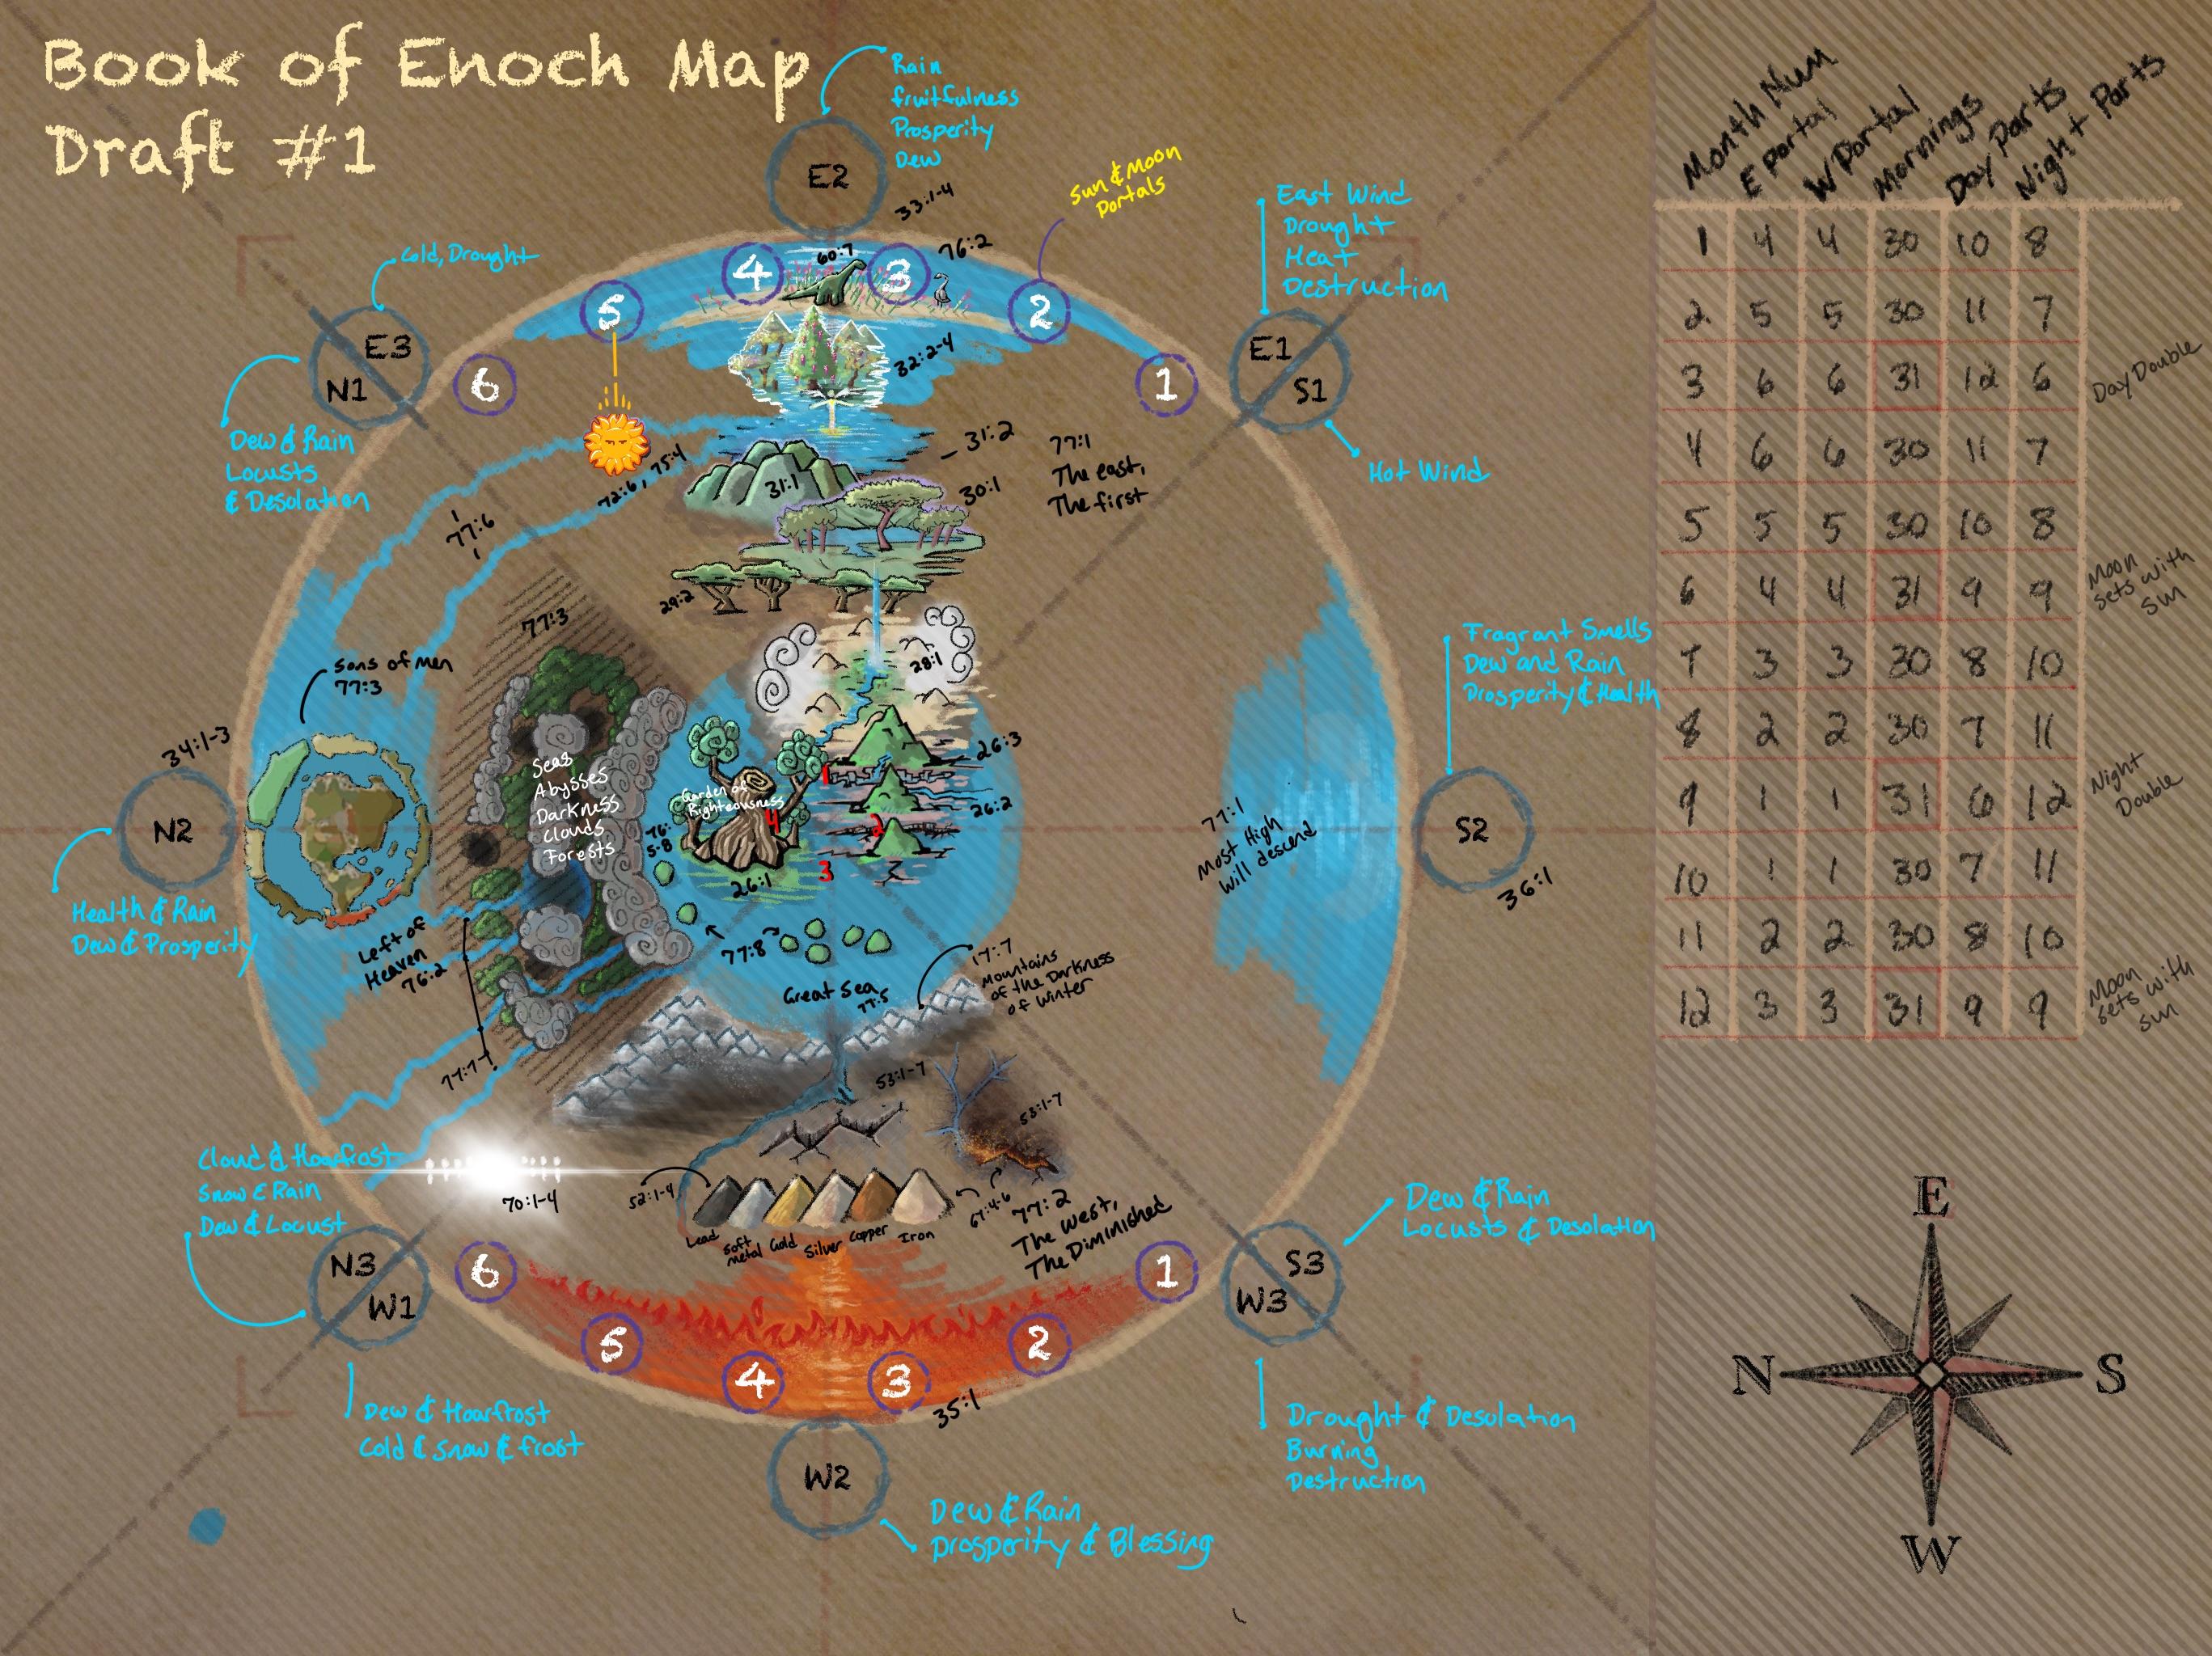 Book of Enoch Map
Draft #1
Rain
fruitfulness
Prosperity
Dew
E2
33:1-4
Sun & Moon
Portals
East Wind
Drought
Heat
Destruction
Cold, Drought
76:2
60:7
4
3
5
2
6
1
E3
N1
E1
S1
Dew & Rain
Locusts
& Desolation
Hot Wind
32:2-4
31:2
77:1
The east,
The first
72:6, 75:4
31:1
30:1
77:6
29:2
77:3
28:1
Sons of men
77:3
34:1-3
N2
Health & Rain
Dew & Prosperity
Seas
Abysses
Darkness
Clouds
Forests
Garden of
Righteousness
1
4
2
3
26:3
26:2
26:1
76:
5-8
77:8
Left of
Heaven
76:2
77:7
Great Sea
77:5
17:7
Mountains
of the Darkness
of Winter
77:1
Most High
will descend
Fragrant Smells
Dew and Rain
Prosperity & Health
S2
36:1
53:1-7
53:1-7
Cloud & Hoarfrost
Snow & Rain
Dew & Locust
70:1-4
52:1-4
67:4-6
77:2
The West,
The Diminished
Lead
Soft
metal
Gold
Silver
Copper
Iron
Dew & Rain
Locusts & Desolation
N3
W1
S3
W3
6
5
4
3
2
1
35:1
W2
Dew & Hoarfrost
Cold & Snow & frost
Drought & Desolation
Burning
Destruction
Dew & Rain
Prosperity & Blessing
Month Num E Portal W Portal Mornings Day Parts Night Parts
1 4 4 30 10 8
2 5 5 30 11 7
3 6 6 31 12 6 Day Double
4 6 6 30 11 7
5 5 5 30 10 8
6 4 4 31 9 9 Moon
sets with
sun
7 3 3 30 8 10
8 2 2 30 7 11
9 1 1 31 6 12 Night
Double
10 1 1 30 7 11
11 2 2 30 8 10
12 3 3 31 9 9 Moon
sets with
sun
E
N
S
W